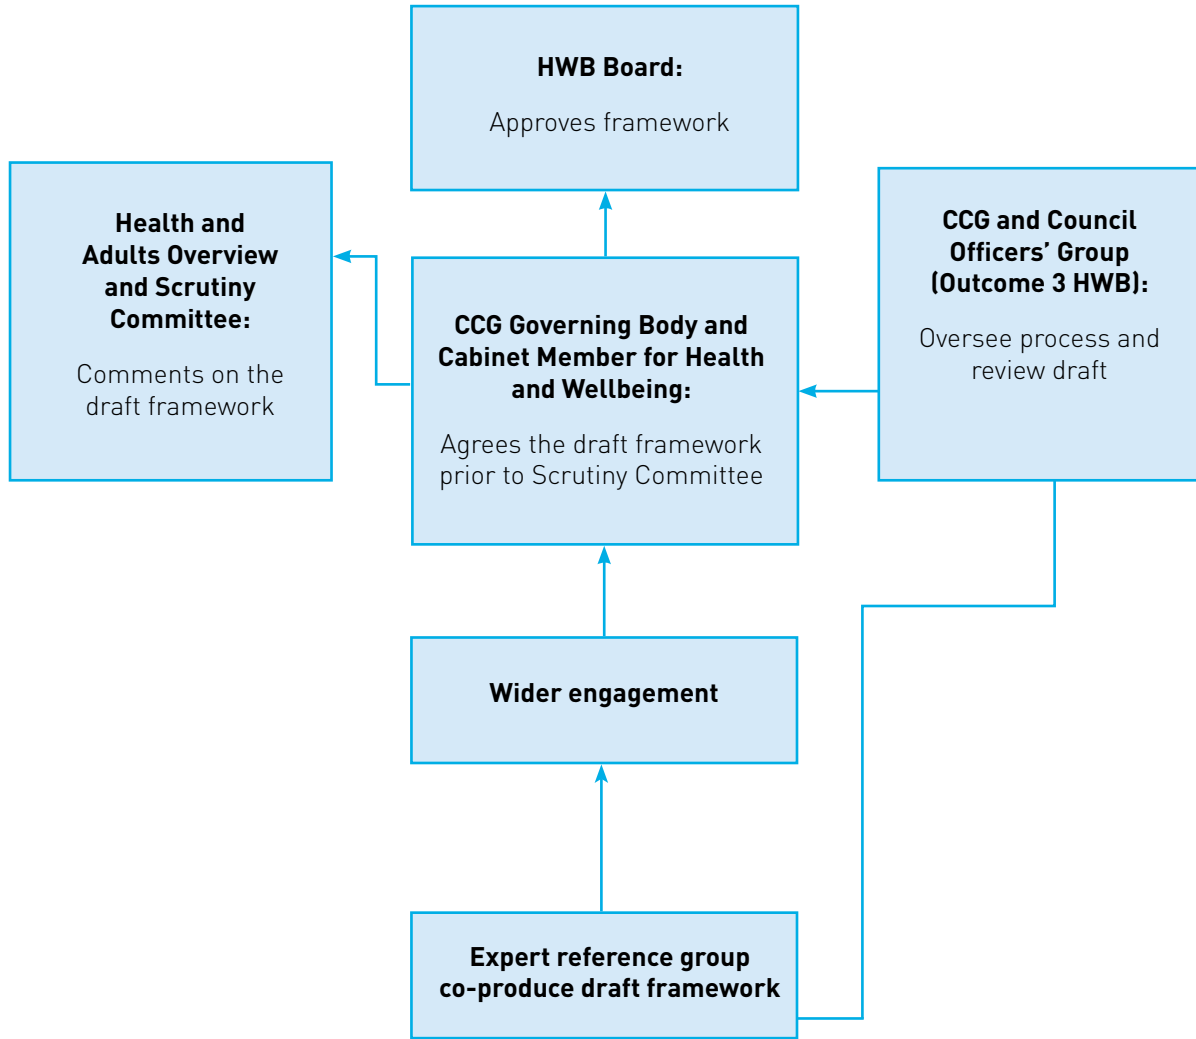 HWB Board:
Approves framework
Health and
Adults Overview
and Scrutiny
Committee:
Comments on the
draft framework
CCG Governing Body and
Cabinet Member for Health
and Wellbeing:
Agrees the draft framework
prior to Scrutiny Committee
CCG and Council
Officers’ Group
(Outcome 3 HWB):
Oversee process and
review draft
Wider engagement
Expert reference group
co-produce draft framework